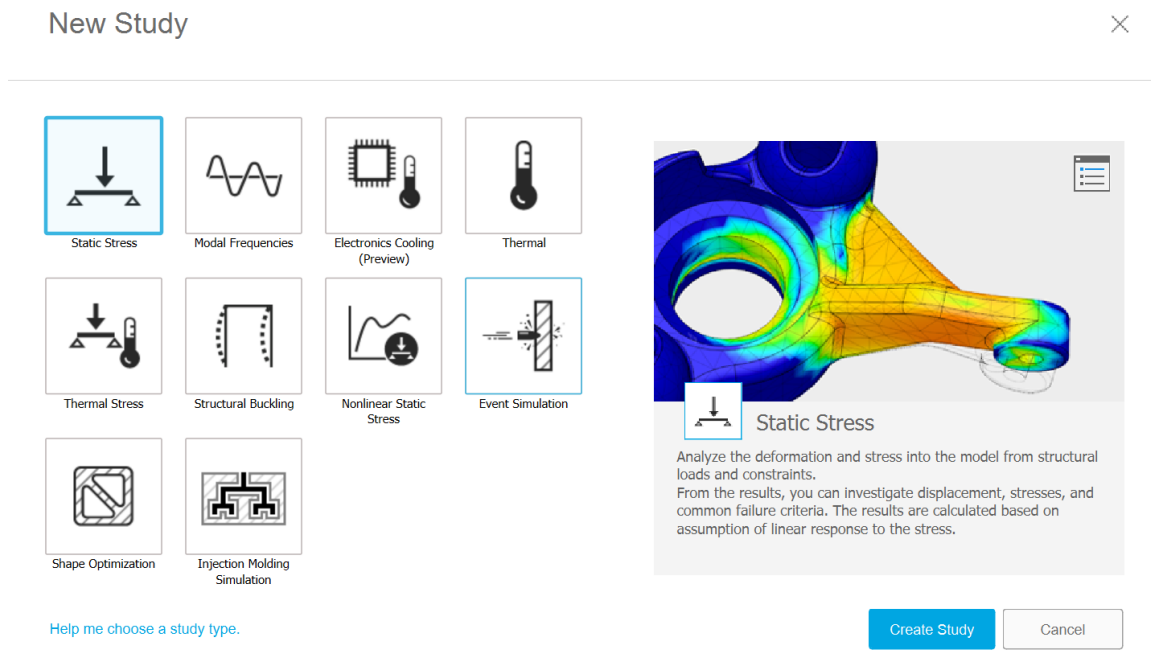 New Study
Static Stress
Modal Frequencies
Electronics Cooling
(Preview)
Thermal
Thermal Stress
Structural Buckling
Nonlinear Static
Stress
Event Simulation
Shape Optimization
Injection Molding
Simulation
Static Stress
Analyze the deformation and stress into the model from structural
loads and constraints.
From the results, you can investigate displacement, stresses, and
common failure criteria. The results are calculated based on
assumption of linear response to the stress.
Help me choose a study type.
Create Study
Cancel